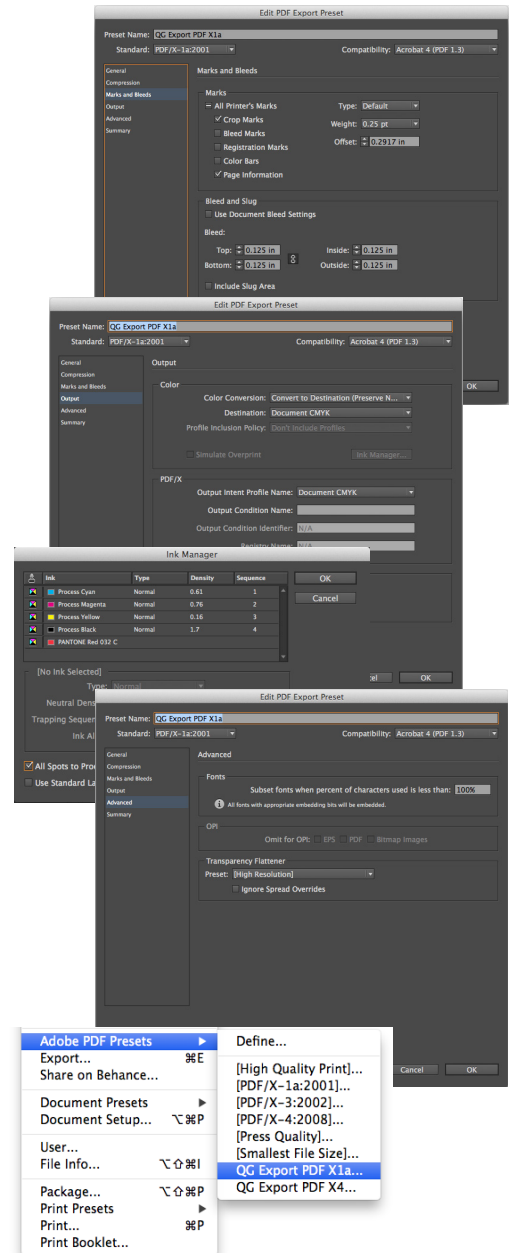 Edit PDF Export Preset
Preset Name: QG Export PDF X1a
Standard: PDF/X-1a:2001 Compatibility: Acrobat 4 (PDF 1.3)
General
Compression
Marks and Bleeds
Output
Advanced
Summary
Marks and Bleeds
Marks
All Printer's Marks
Crop Marks
Bleed Marks
Registration Marks
Color Bars
Page Information
Type: Default
Weight: 0.25 pt
Offset: 0.2917 in
Bleed and Slug
Use Document Bleed Settings
Bleed:
Top: 0.125 in Inside: 0.125 in
Bottom: 0.125 in Outside: 0.125 in
Include Slug Area
OK
Edit PDF Export Preset
Preset Name: QG Export PDF X1a
Standard: PDF/X-1a:2001 Compatibility: Acrobat 4 (PDF 1.3)
General
Compression
Marks and Bleeds
Output
Advanced
Summary
Output
Color
Color Conversion: Convert to Destination (Preserve N...
Destination: Document CMYK
Profile Inclusion Policy: Don't Include Profiles
Simulate Overprint Ink Manager...
PDF/X
Output Intent Profile Name: Document CMYK
Output Condition Name:
Output Condition Identifier: N/A
Registry Name: N/A
OK
Ink Manager
Ink Type Density Sequence
Process Cyan Normal 0.61 1
Process Magenta Normal 0.76 2
Process Yellow Normal 0.16 3
Process Black Normal 1.7 4
PANTONE Red 032 C
OK
Cancel
[No Ink Selected]
Type: Normal
Neutral Dens
Trapping Sequen
Ink Al
All Spots to Proc
Use Standard La
Edit PDF Export Preset
Preset Name: QG Export PDF X1a
Standard: PDF/X-1a:2001 Compatibility: Acrobat 4 (PDF 1.3)
General
Compression
Marks and Bleeds
Output
Advanced
Summary
Advanced
Fonts
Subset fonts when percent of characters used is less than: 100%
All fonts with appropriate embedding bits will be embedded.
OPI
Omit for OPI: EPS PDF Bitmap Images
Transparency Flattener
Preset: [High Resolution]
Ignore Spread Overrides
Cancel OK
Adobe PDF Presets
Export... ⌘E
Share on Behance...
Document Presets
Document Setup... ⌥⌘P
User...
File Info... ⌥⇧⌘I
Package... ⌥⇧⌘P
Print Presets
Print... ⌘P
Print Booklet...
Define...
[High Quality Print]...
[PDF/X-1a:2001]...
[PDF/X-3:2002]...
[PDF/X-4:2008]...
[Press Quality]...
[Smallest File Size]...
QG Export PDF X1a...
QG Export PDF X4...